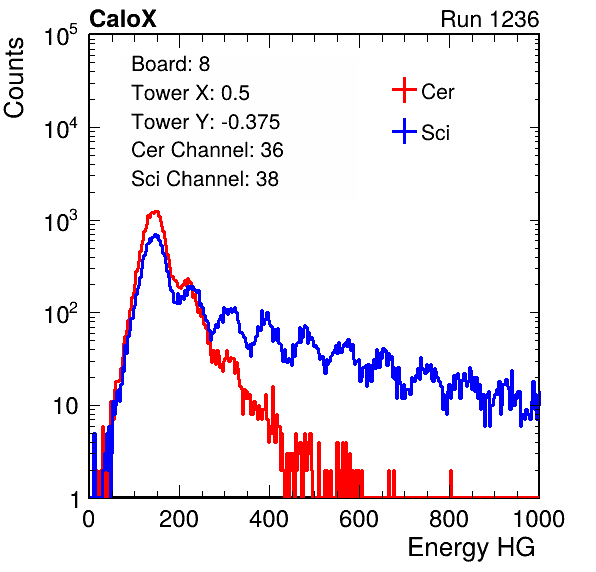 CaloX Run 1236
Counts
10^5
10^4
10^3
10^2
10
1
Board: 8
Tower X: 0.5
Tower Y: -0.375
Cer Channel: 36
Sci Channel: 38
Cer
Sci
0 200 400 600 800 1000
Energy HG